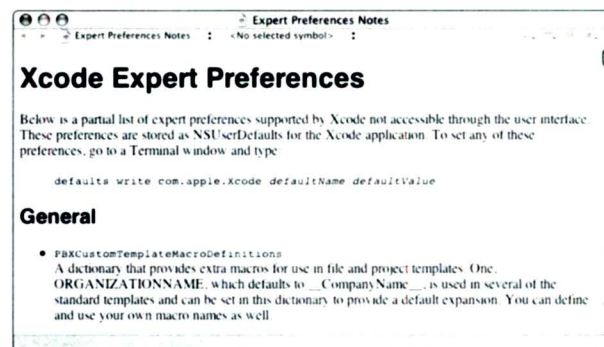 Expert Preferences Notes
Expert Preferences Notes : <No selected symbol> :
Xcode Expert Preferences
Below is a partial list of expert preferences supported by Xcode not accessible through the user interface.
These preferences are stored as NSUserDefaults for the Xcode application. To set any of these
preferences, go to a Terminal window and type
defaults write com.apple.Xcode defaultName defaultValue
General
• PBXCustomTemplateMacroDefinitions
A dictionary that provides extra macros for use in file and project templates. One,
ORGANIZATIONNAME, which defaults to __CompanyName__, is used in several of the
standard templates and can be set in this dictionary to provide a default expansion. You can define
and use your own macro names as well